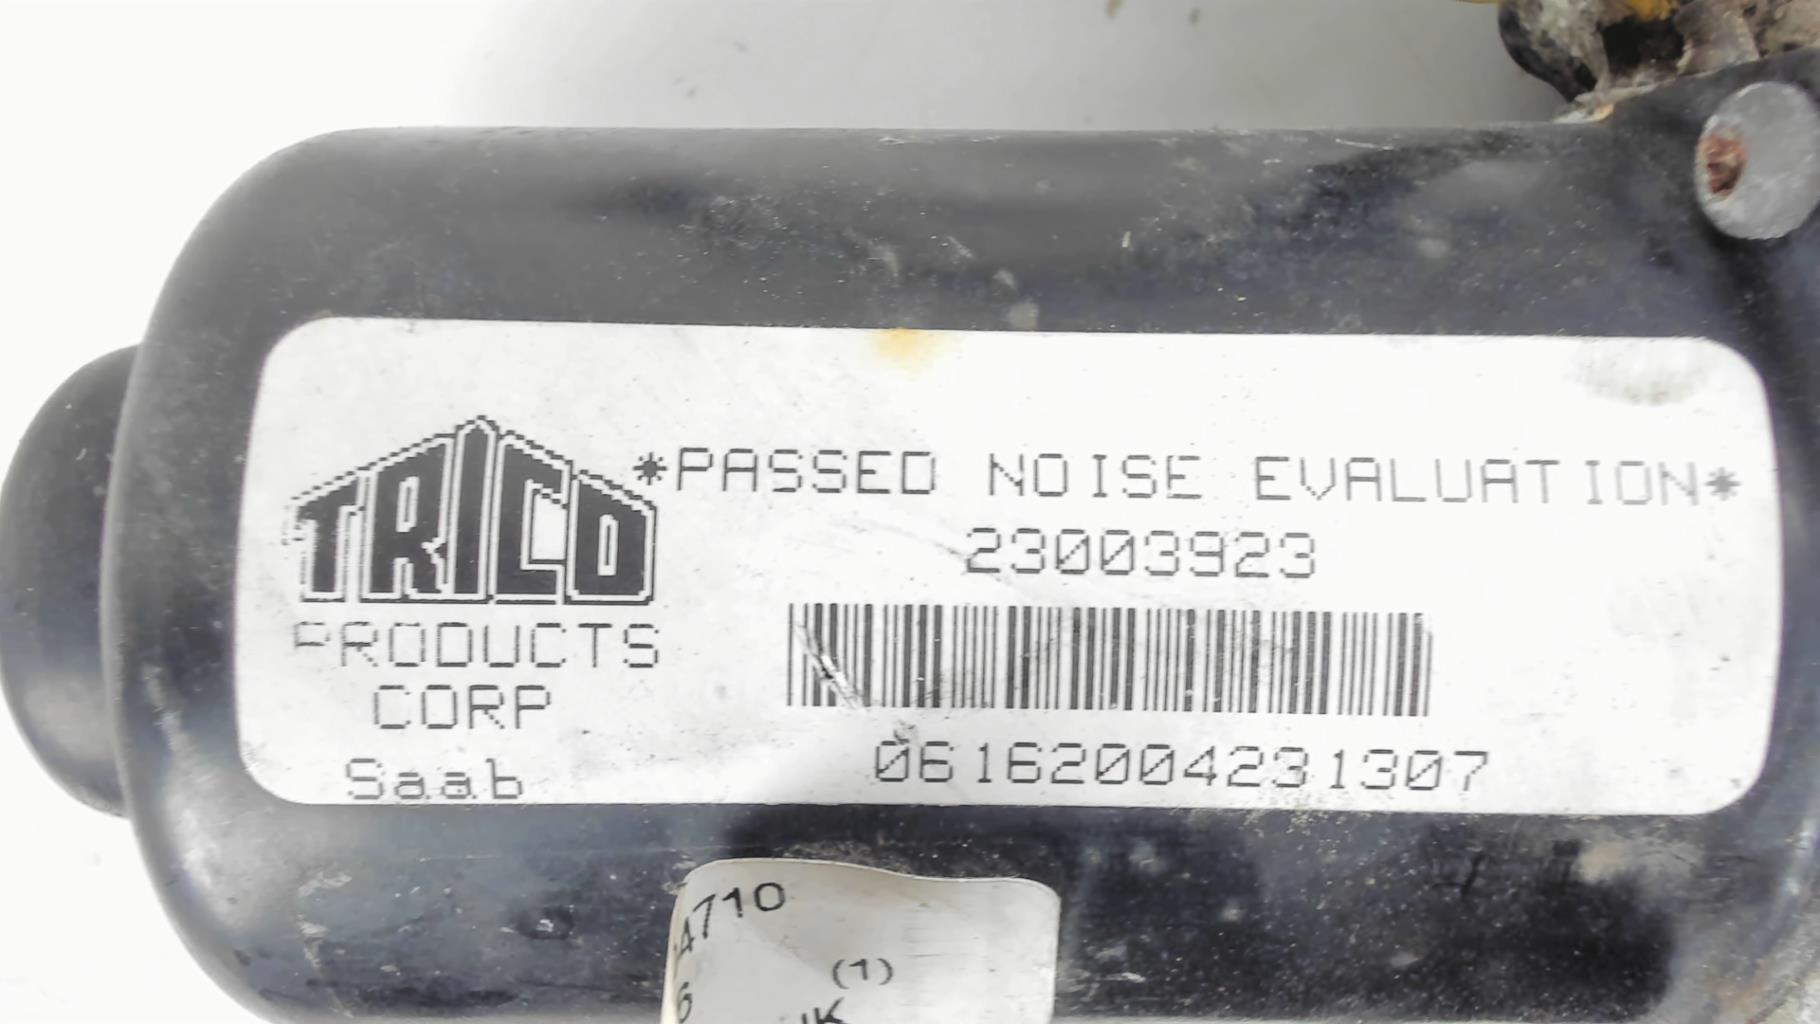 TRICO
PRODUCTS
CORP
Saab
*PASSED NOISE EVALUATION*
23003923
06162004231307
4710
(1)